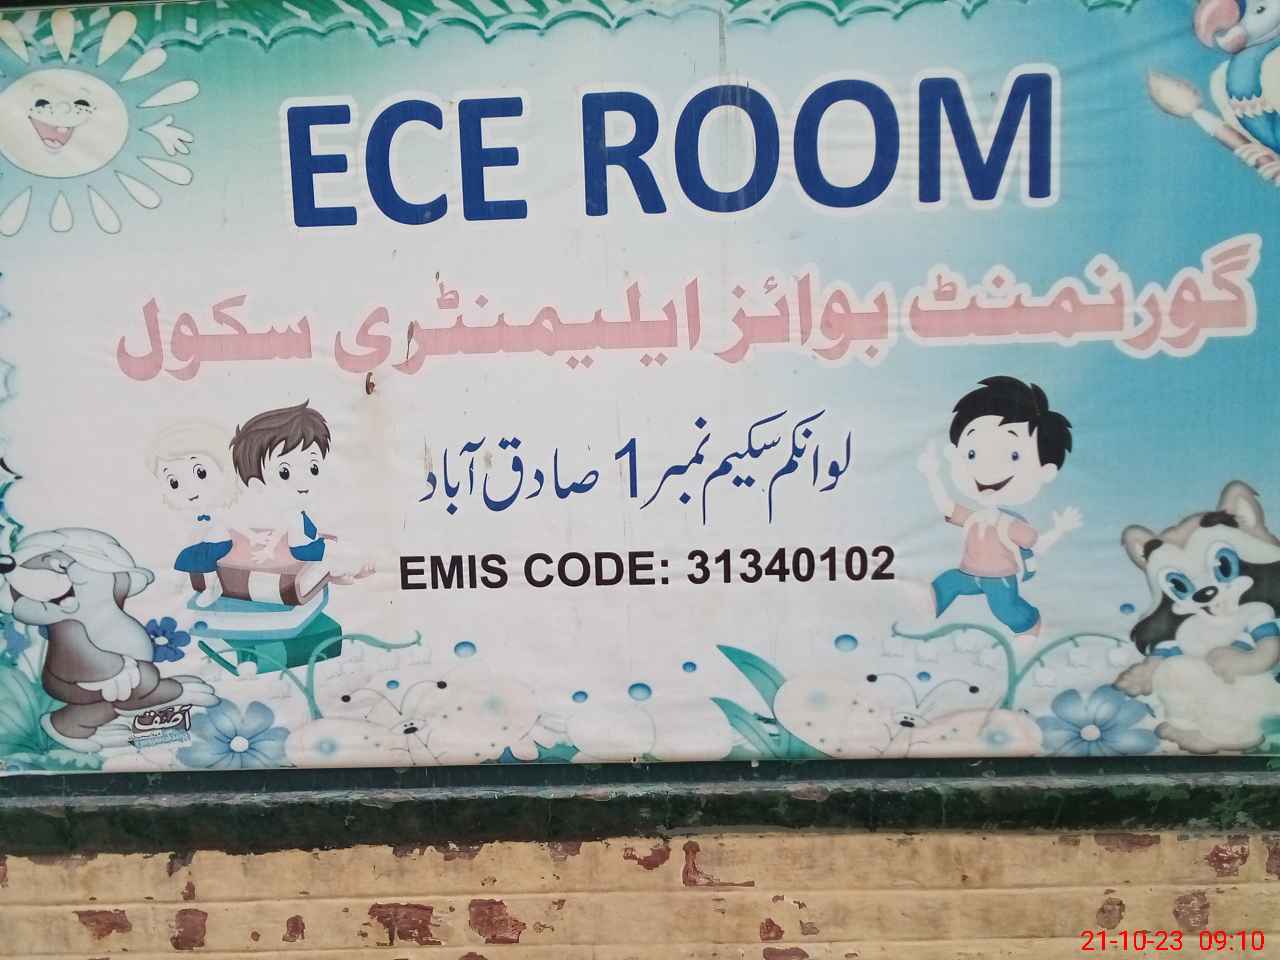 ECE ROOM
گورنمنٹ بوائز ایلیمنٹری سکول
لوانکم سکیم نمبر 1 صادق آباد
EMIS CODE: 31340102
آصف
21-10-23 09:10